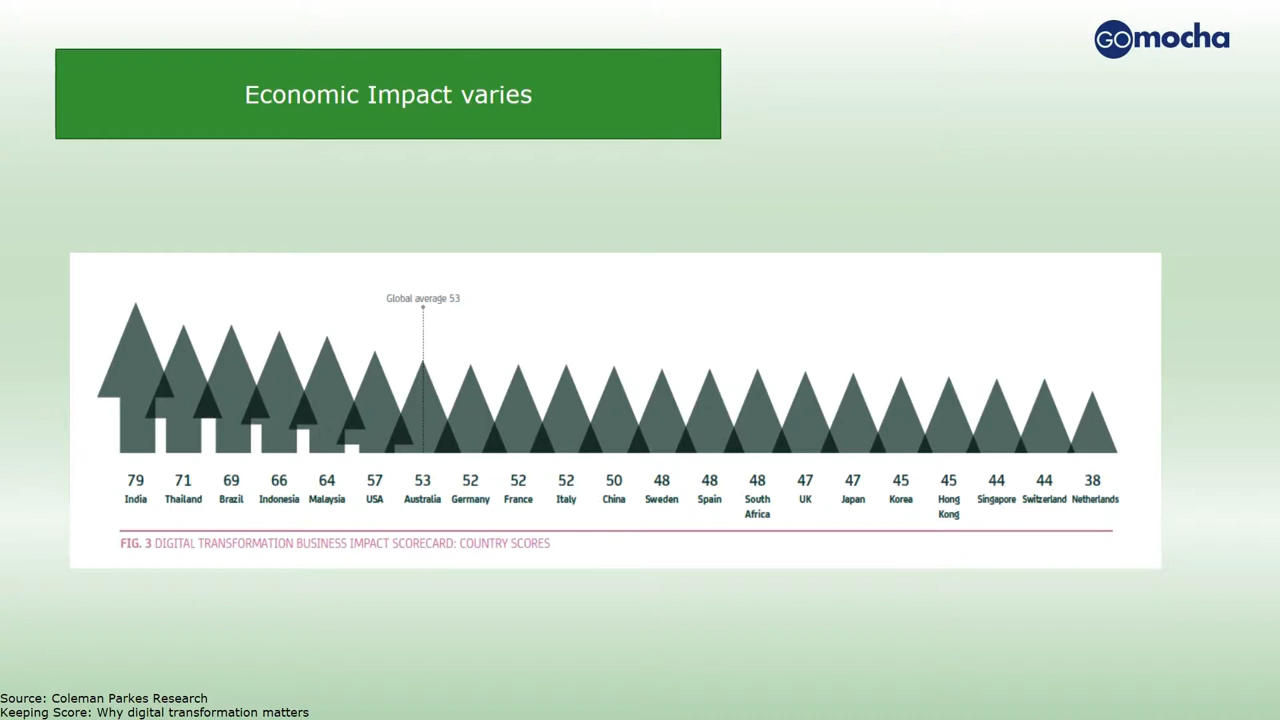 GOmocha
Economic Impact varies
Global average 53
79 71 69 66 64 57 53 52 52 52 50 48 48 48 47 47 45 45 44 44 38
India Thailand Brazil Indonesia Malaysia USA Australia Germany France Italy China Sweden Spain South Africa UK Japan Korea Hong Kong Singapore Switzerland Netherlands
FIG. 3 DIGITAL TRANSFORMATION BUSINESS IMPACT SCORECARD: COUNTRY SCORES
Source: Coleman Parkes Research
Keeping Score: Why digital transformation matters